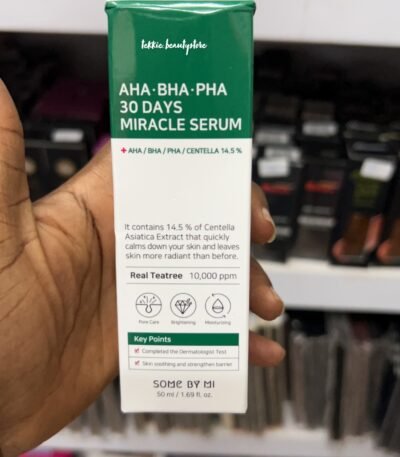 tekkie.beautystore
AHA·BHA·PHA
30 DAYS
MIRACLE SERUM
+ AHA / BHA / PHA / CENTELLA 14.5 %
It contains 14.5 % of Centella
Asiatica Extract that quickly
calms down your skin and leaves
skin more radiant than before.
Real Teatree 10,000 ppm
Pore Care Brightening Moisturizing
Key Points
Completed the Dermatologist Test
Skin soothing and strengthen barrier
SOME BY MI
50 ml / 1.69 fl. oz.